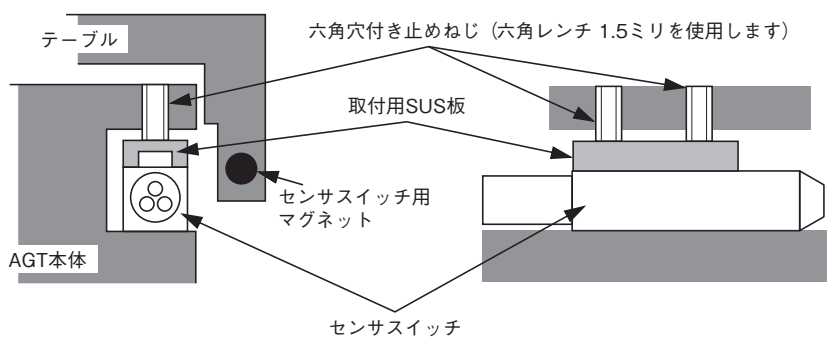 テーブル
六角穴付き止めねじ（六角レンチ 1.5ミリを使用します）
取付用SUS板
センサスイッチ用
マグネット
AGT本体
センサスイッチ